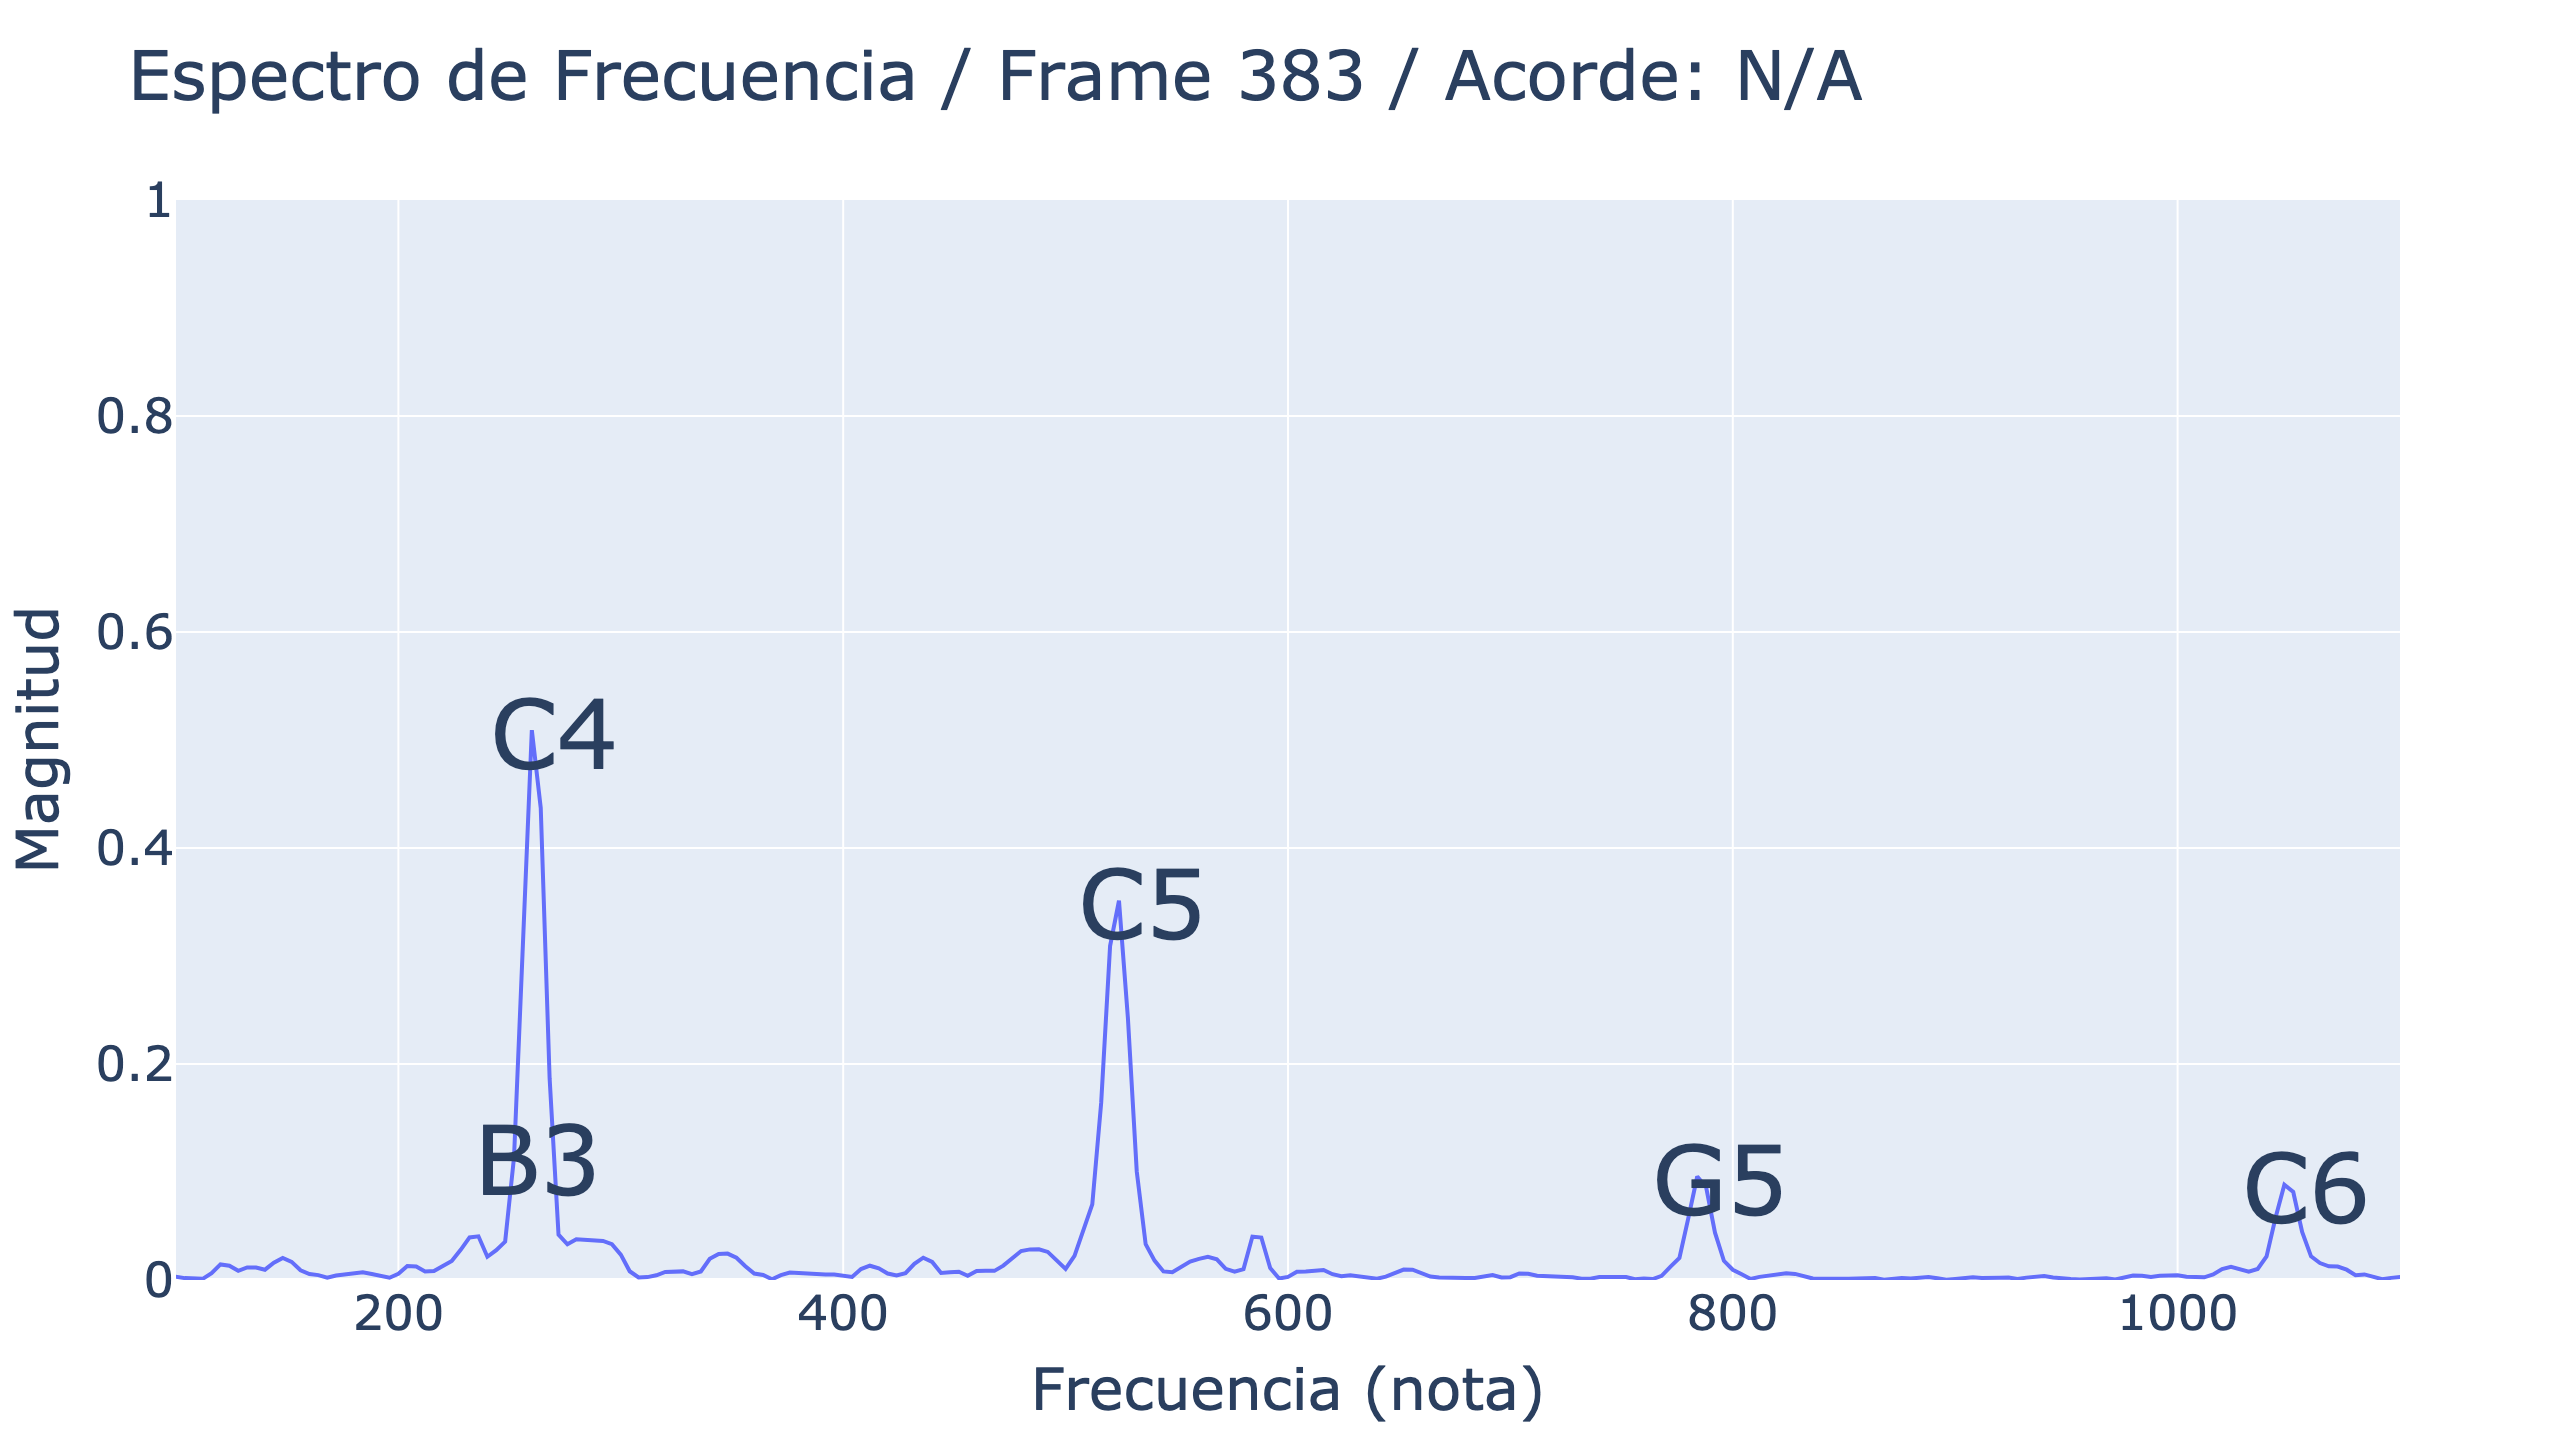 Espectro de Frecuencia / Frame 383 / Acorde: N/A
1
0.8
0.6
0.4
0.2
0
Magnitud
C4
C5
B3
G5
C6
200 400 600 800 1000
Frecuencia (nota)